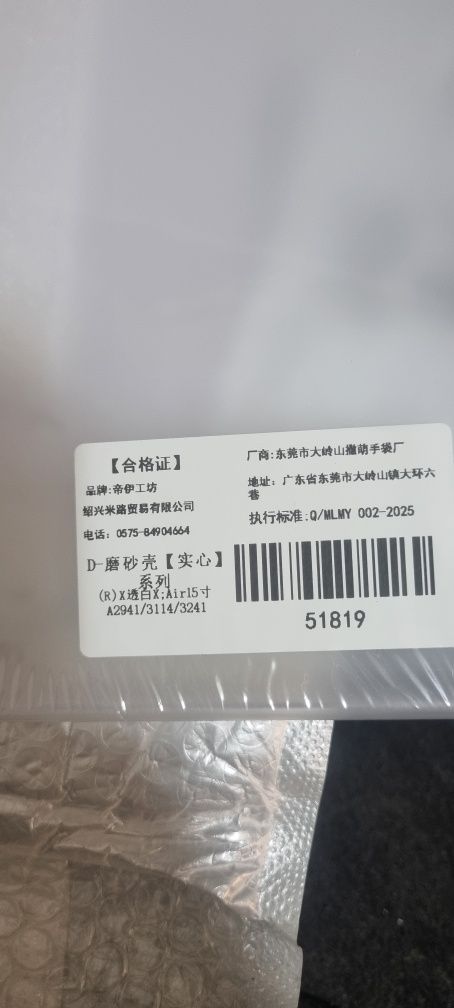 【合格证】
品牌:帝伊工坊
绍兴米路贸易有限公司
电话: 0575-84904664
D-磨砂壳【实心】
系列
(R)X透白X;Air15寸
A2941/3114/3241
厂商:东莞市大岭山撒萌手袋厂
地址: 广东省东莞市大岭山镇大环六
巷
执行标准:Q/MLMY 002-2025
51819